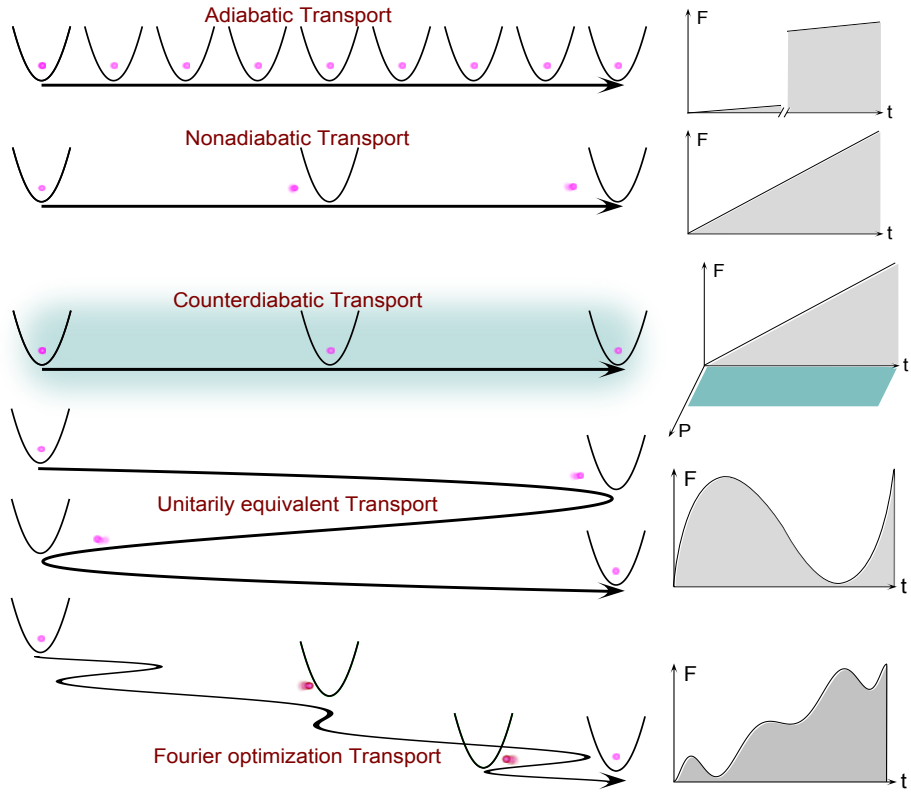 Adiabatic Transport
F
t
Nonadiabatic Transport
F
t
Counterdiabatic Transport
F
t
P
Unitarily equivalent Transport
F
t
Fourier optimization Transport
F
t